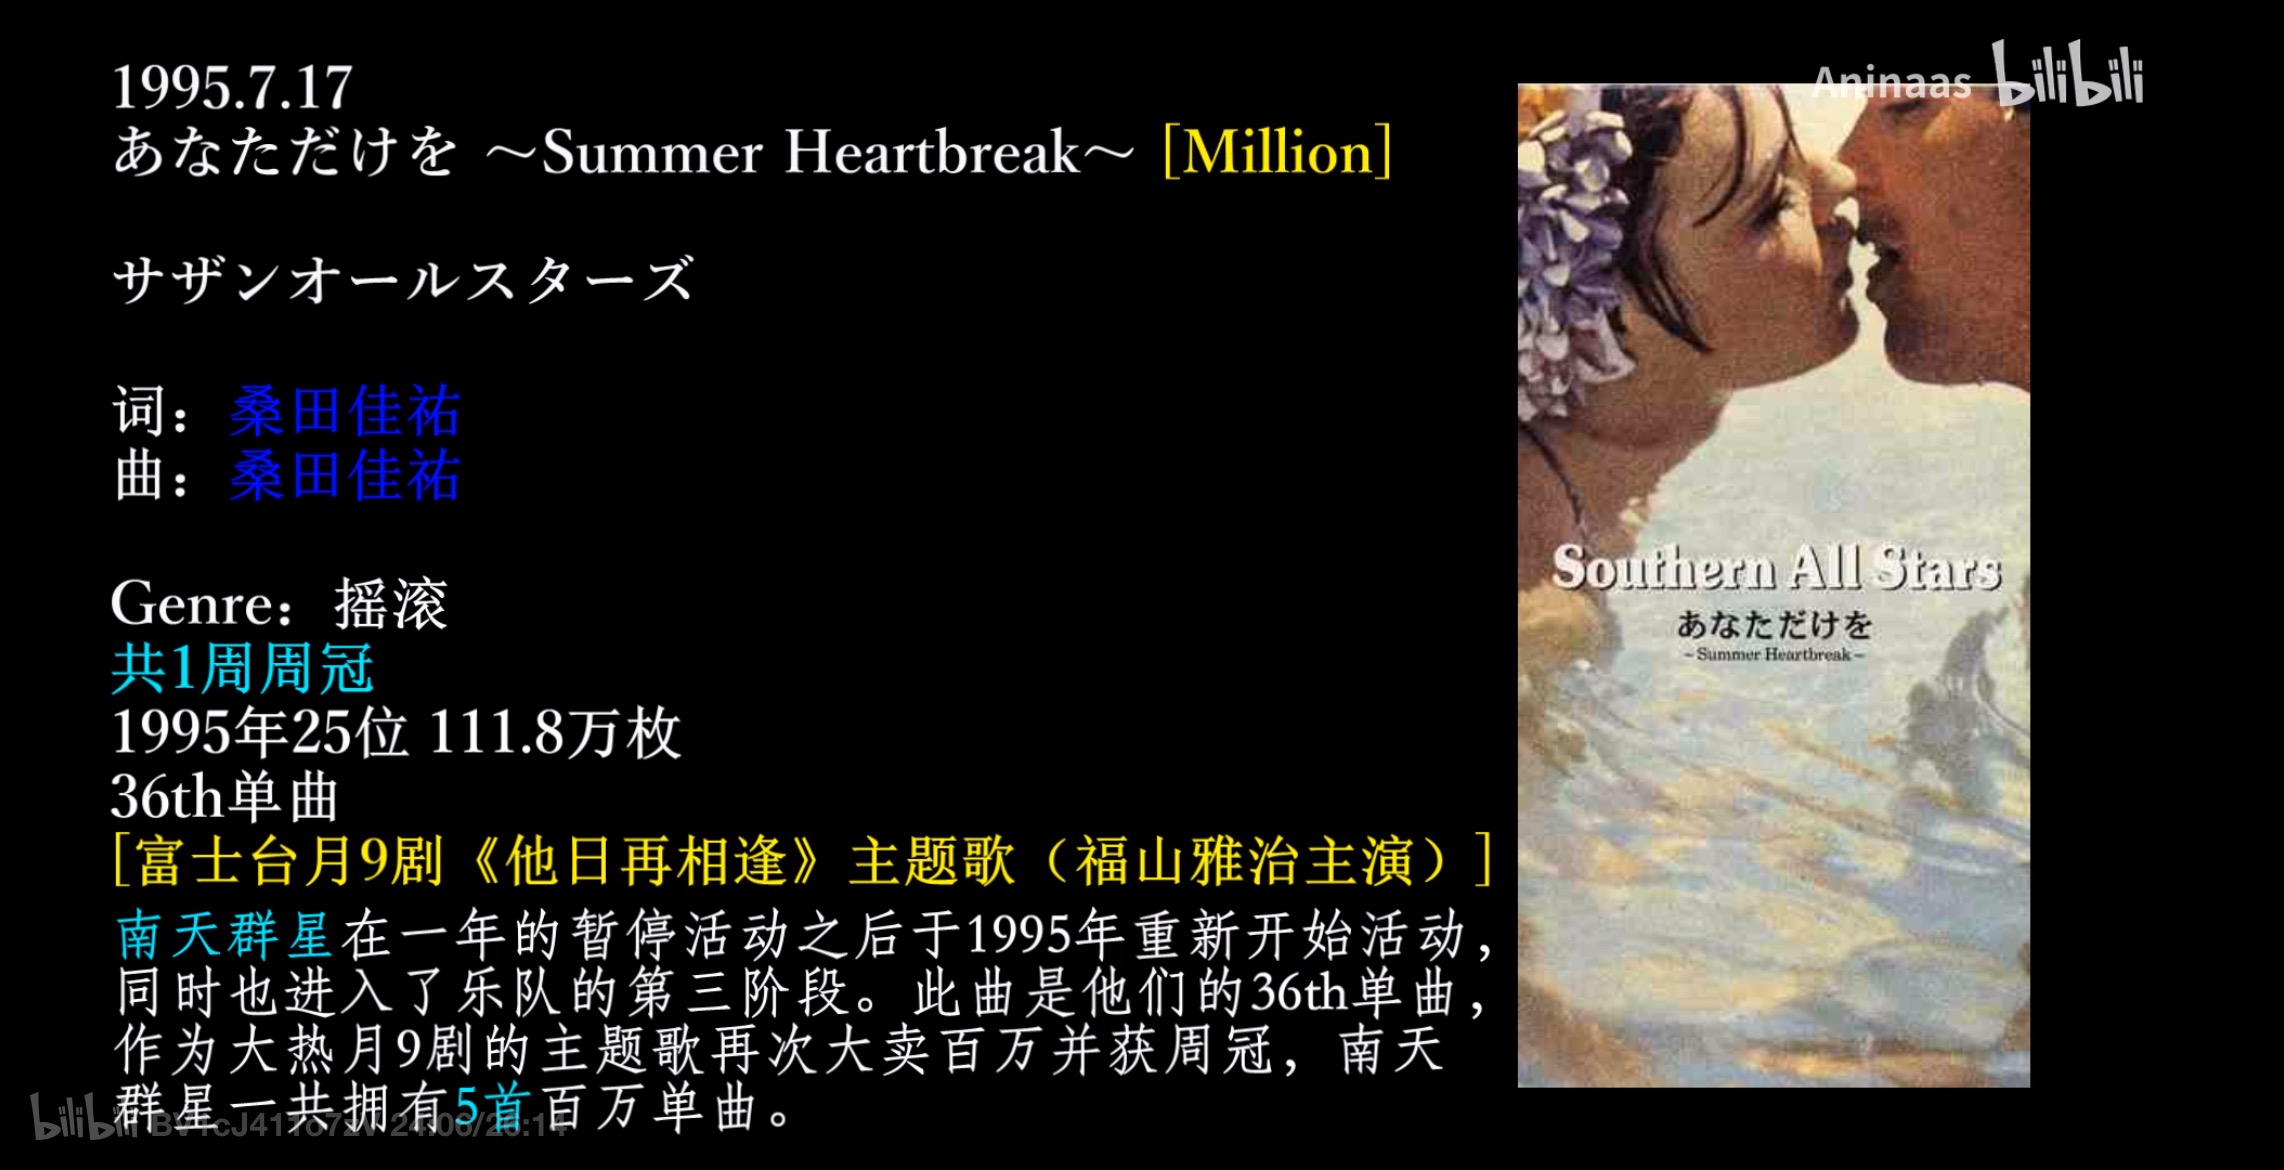 1995.7.17
あなただけを ～Summer Heartbreak～ [Million]
サザンオールスターズ
词：桑田佳祐
曲：桑田佳祐
Genre：摇滚
共1周周冠
1995年25位 111.8万枚
36th单曲
[富士台月9剧《他日再相逢》主题歌（福山雅治主演）]
南天群星在一年的暂停活动之后于1995年重新开始活动，
同时也进入了乐队的第三阶段。此曲是他们的36th单曲，
作为大热月9剧的主题歌再次大卖百万并获周冠，南天
群星一共拥有5首百万单曲。
Aninaas bilibili
Southern All Stars
あなただけを
~Summer Heartbreak~
bilibili
24:06/26:14